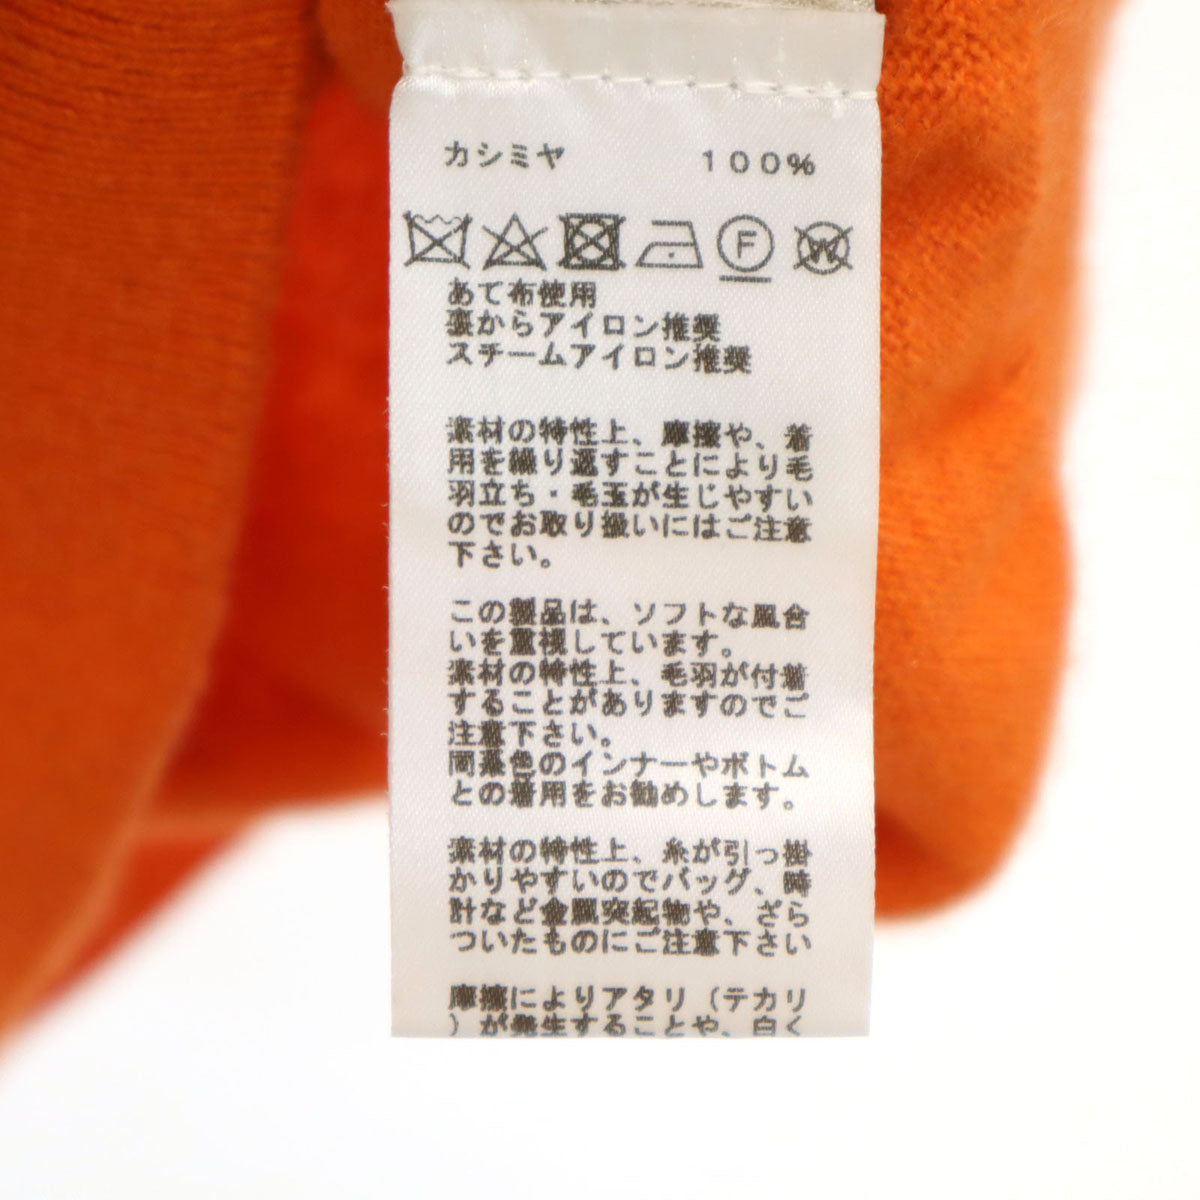 カシミヤ １００％
F W
あて布使用
裏からアイロン推奨
スチームアイロン推奨
素材の特性上、摩擦や、着
用を繰り返すことにより毛
羽立ち・毛玉が生じやすい
のでお取り扱いにはご注意
下さい。
この製品は、ソフトな風合
いを重視しています。
素材の特性上、毛羽が付着
することがありますのでご
注意下さい。
同系色のインナーやボトム
との着用をお勧めします。
素材の特性上、糸が引っ掛
かりやすいのでバッグ、時
計など金属突起物や、ざら
ついたものにご注意下さい
摩擦によりアタリ（テカリ
）が発生することや、白く